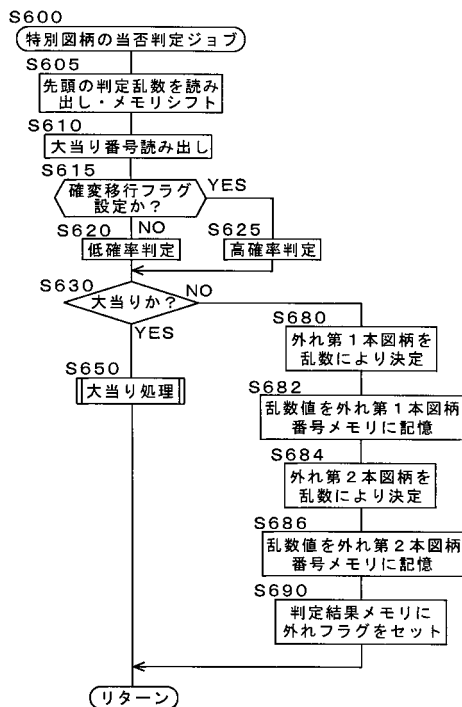 S600
特別図柄の当否判定ジョブ
S605
先頭の判定乱数を読み
出し・メモリシフト
S610
大当り番号読み出し
S615
確変移行フラグ
設定か？
YES
NO
S620
低確率判定
S625
高確率判定
S630
大当りか？
NO
YES
S650
大当り処理
S680
外れ第１本図柄を
乱数により決定
S682
乱数値を外れ第１本図柄
番号メモリに記憶
S684
外れ第２本図柄を
乱数により決定
S686
乱数値を外れ第２本図柄
番号メモリに記憶
S690
判定結果メモリに
外れフラグをセット
リターン